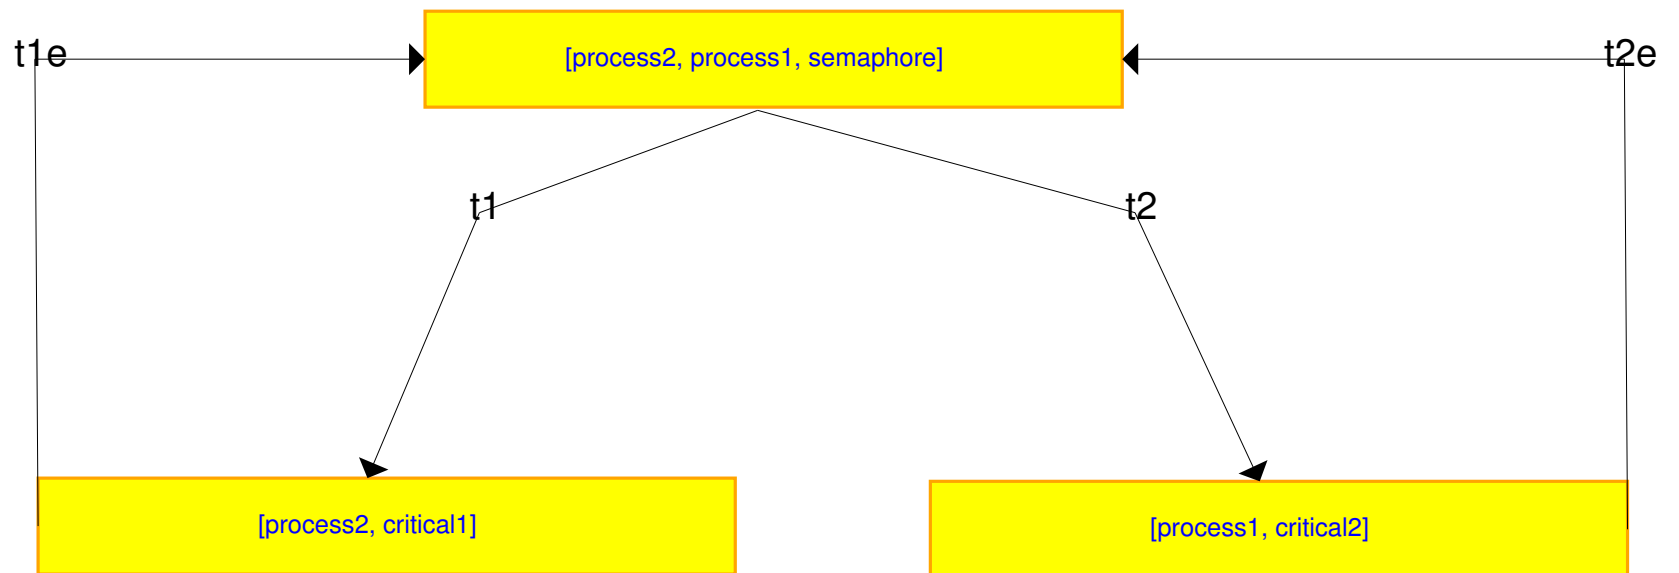 t1e
[process2, process1, semaphore]
t2e
t1
t2
[process2, critical1]
[process1, critical2]